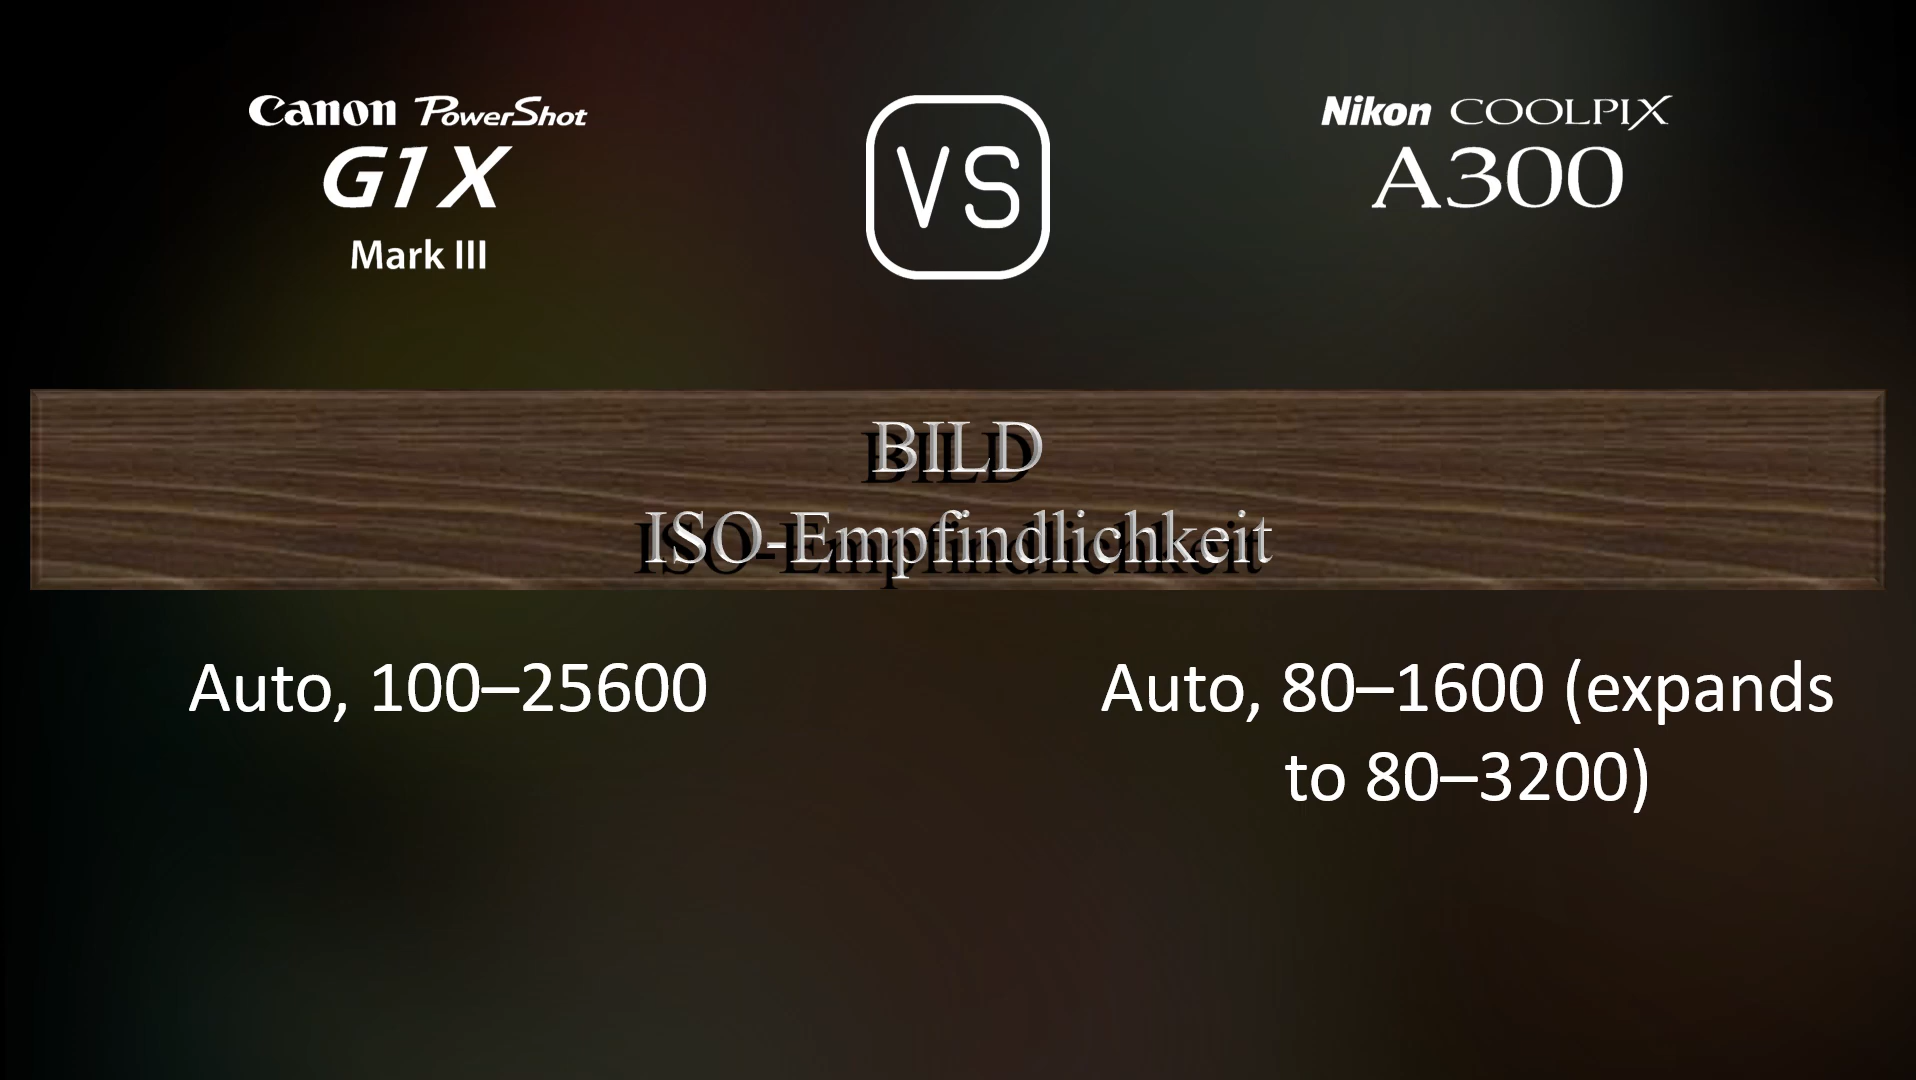 Canon PowerShot
G1 X
Mark III
VS
Nikon COOLPIX
A300
BILD
ISO-Empfindlichkeit
Auto, 100–25600
Auto, 80–1600 (expands
to 80–3200)